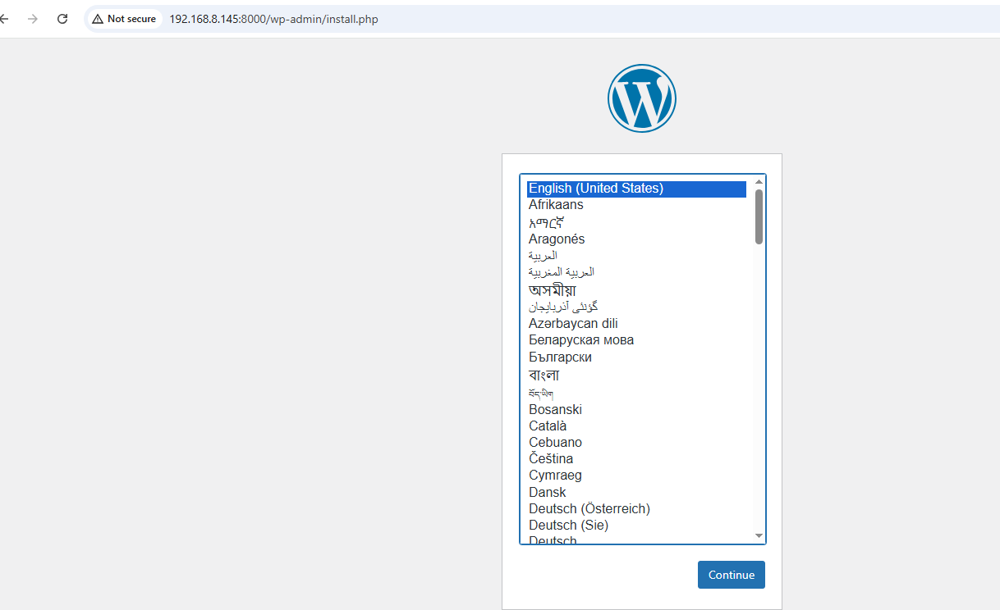 Not secure 192.168.8.145:8000/wp-admin/install.php
English (United States)
Afrikaans
አማርኛ
Aragonés
العربية
العربية المغربية
অসমীয়া
گؤنئی آذربایجان
Azərbaycan dili
Беларуская мова
Български
বাংলা
བོད་ཡིག
Bosanski
Català
Cebuano
Čeština
Cymraeg
Dansk
Deutsch (Österreich)
Deutsch (Sie)
Deutsch
Continue